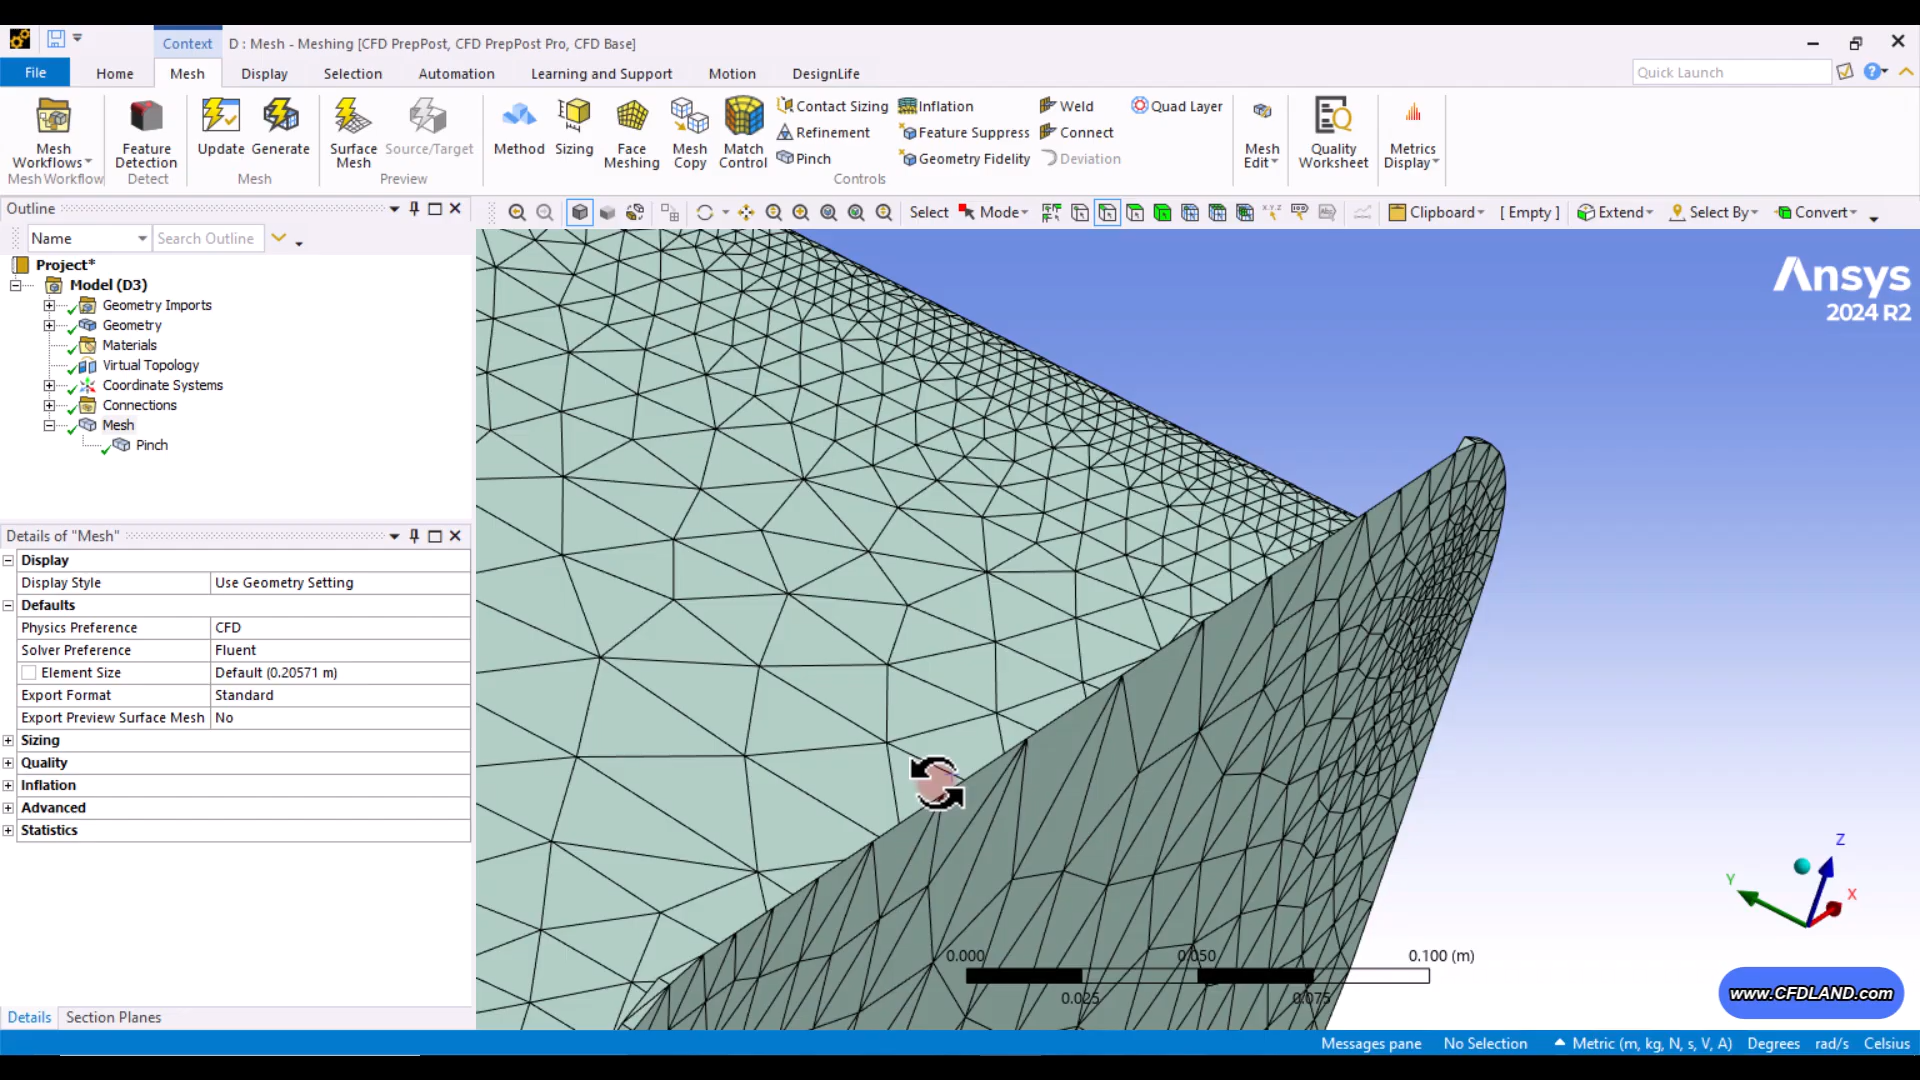 Context
D : Mesh - Meshing [CFD PrepPost, CFD PrepPost Pro, CFD Base]
File
Home
Mesh
Display
Selection
Automation
Learning and Support
Motion
DesignLife
Quick Launch
Mesh Workflows
Feature Detection
Update
Generate
Surface Mesh
Source/Target
Method
Sizing
Face Meshing
Mesh Copy
Match Control
Contact Sizing
Refinement
Pinch
Inflation
Feature Suppress
Geometry Fidelity
Weld
Connect
Deviation
Quad Layer
Mesh Edit
Quality Worksheet
Metrics Display
Mesh Workflow
Detect
Mesh
Preview
Controls
Outline
Select
Mode
Clipboard
[ Empty ]
Extend
Select By
Convert
Name
Search Outline
Project*
Model (D3)
Geometry Imports
Geometry
Materials
Virtual Topology
Coordinate Systems
Connections
Mesh
Pinch
Details of "Mesh"
Display
Display Style Use Geometry Setting
Defaults
Physics Preference CFD
Solver Preference Fluent
Element Size Default (0.20571 m)
Export Format Standard
Export Preview Surface Mesh No
Sizing
Quality
Inflation
Advanced
Statistics
Details
Section Planes
Ansys
2024 R2
Z
Y
X
0.000
0.050
0.100 (m)
0.025
0.075
www.CFDLAND.com
Messages pane
No Selection
Metric (m, kg, N, s, V, A)
Degrees
rad/s
Celsius